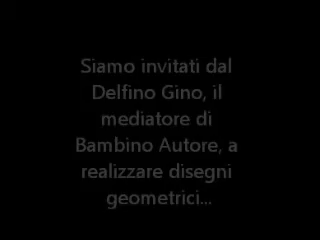 Siamo invitati dal
Delfino Gino, il
mediatore di
Bambino Autore, a
realizzare disegni
geometrici...